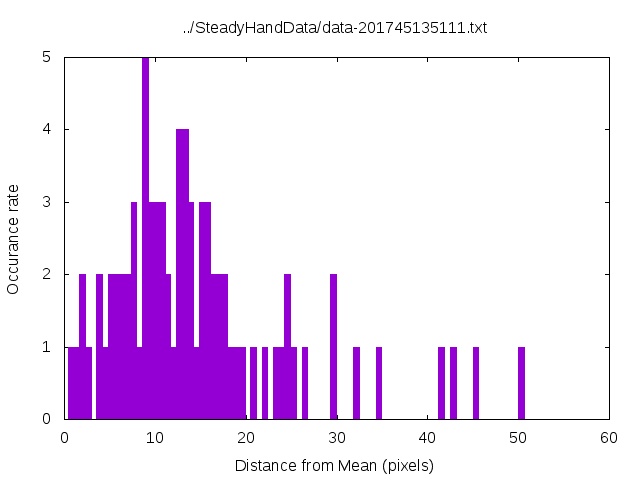 ../SteadyHandData/data-201745135111.txt
5
4
3
2
1
0
Occurance rate
0 10 20 30 40 50 60
Distance from Mean (pixels)